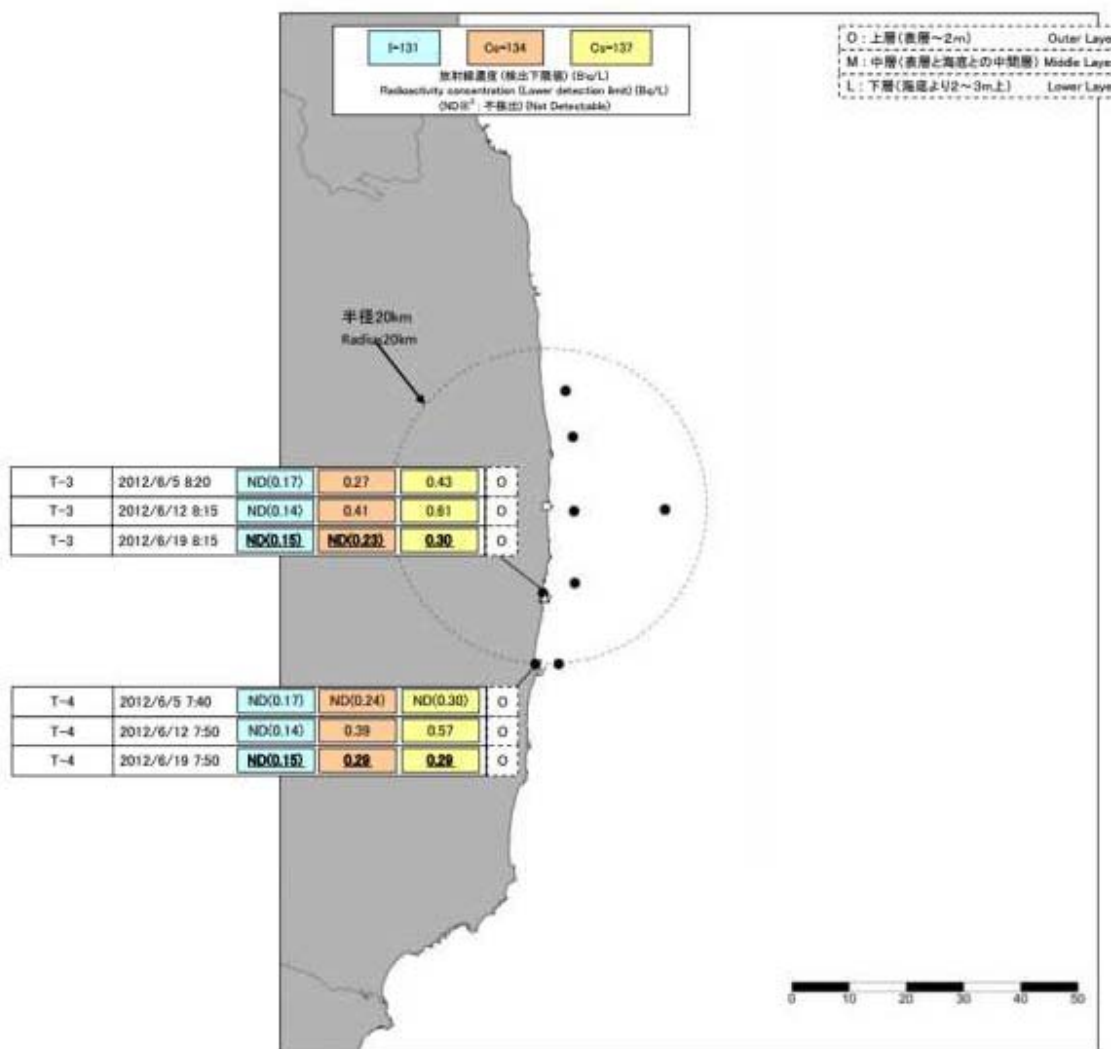 I-131 Cs-134 Cs-137
放射線濃度 (検出下限値) (Bq/L)
Radioactivity concentration (Lower detection limit) (Bq/L)
(ND※²: 不検出) (Not Detectable)
O : 上層(表層~2m) Outer Laye
M : 中層(表層と海底との中間層) Middle Laye
L : 下層(海底より2~3m上) Lower Laye
半径20km
Radius20km
T-3 2012/6/5 8:20 ND(0.17) 0.27 0.43 O
T-3 2012/6/12 8:15 ND(0.14) 0.41 0.61 O
T-3 2012/6/19 8:15 ND(0.15) ND(0.23) 0.30 O
T-4 2012/6/5 7:40 ND(0.17) ND(0.24) ND(0.30) O
T-4 2012/6/12 7:50 ND(0.14) 0.39 0.57 O
T-4 2012/6/19 7:50 ND(0.15) 0.29 0.29 O
0 10 20 30 40 50